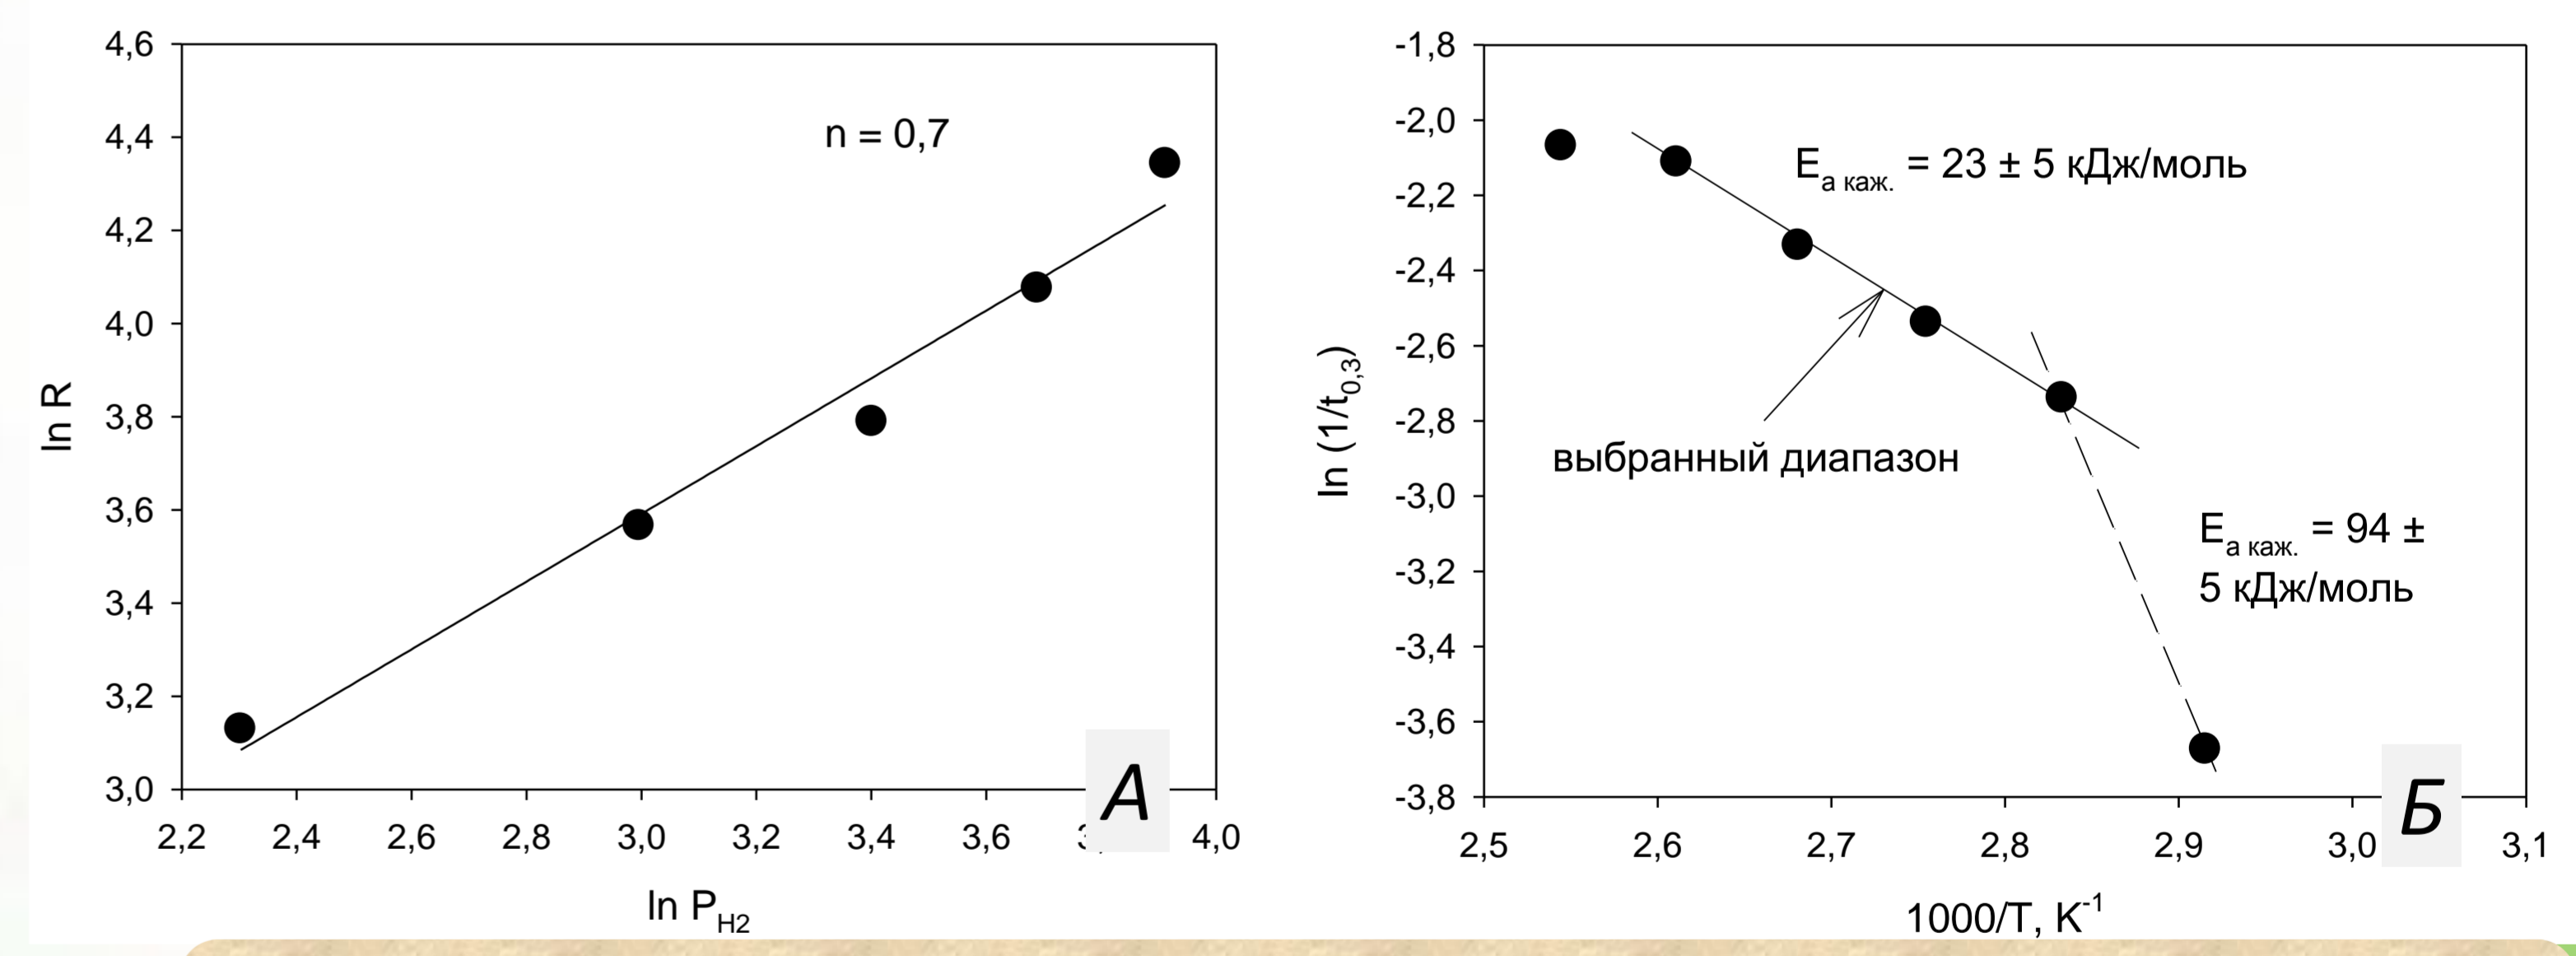 4,6
4,4
4,2
4,0
3,8
3,6
3,4
3,2
3,0
ln R
n = 0,7
2,2 2,4 2,6 2,8 3,0 3,2 3,4 3,6 4,0
ln P_H2
А
-1,8
-2,0
-2,2
-2,4
-2,6
-2,8
-3,0
-3,2
-3,4
-3,6
-3,8
ln (1/t_0,3)
E_а каж. = 23 ± 5 кДж/моль
выбранный диапазон
E_а каж. = 94 ±
5 кДж/моль
2,5 2,6 2,7 2,8 2,9 3,0 3,1
1000/T, K^-1
Б